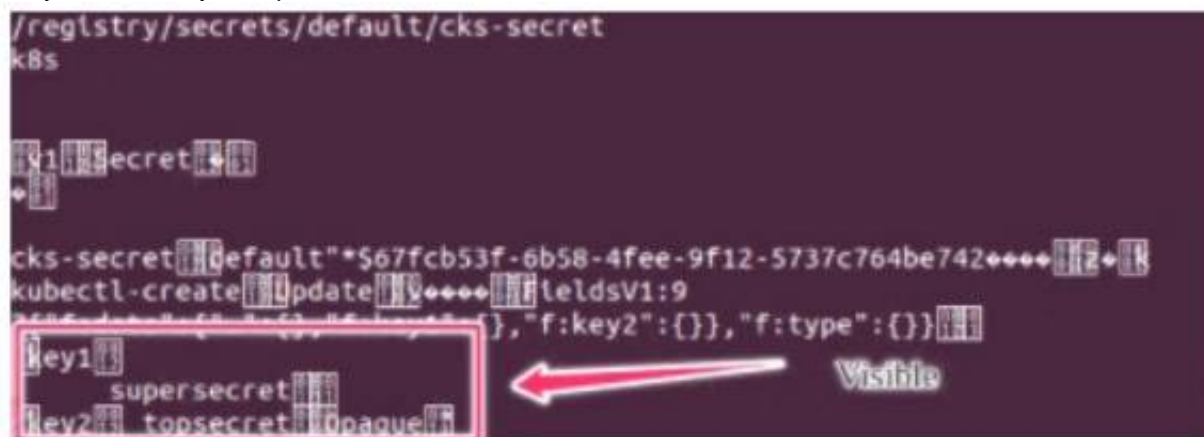 /registry/secrets/default/cks-secret
k8s
v1 Secret
cks-secret default"*$67fcb53f-6b58-4fee-9f12-5737c764be742
kubectl-create Update FieldsV1:9
{},"f:key2":{}},"f:type":{}}
key1
supersecret
Visible
key2 topsecret Opaque